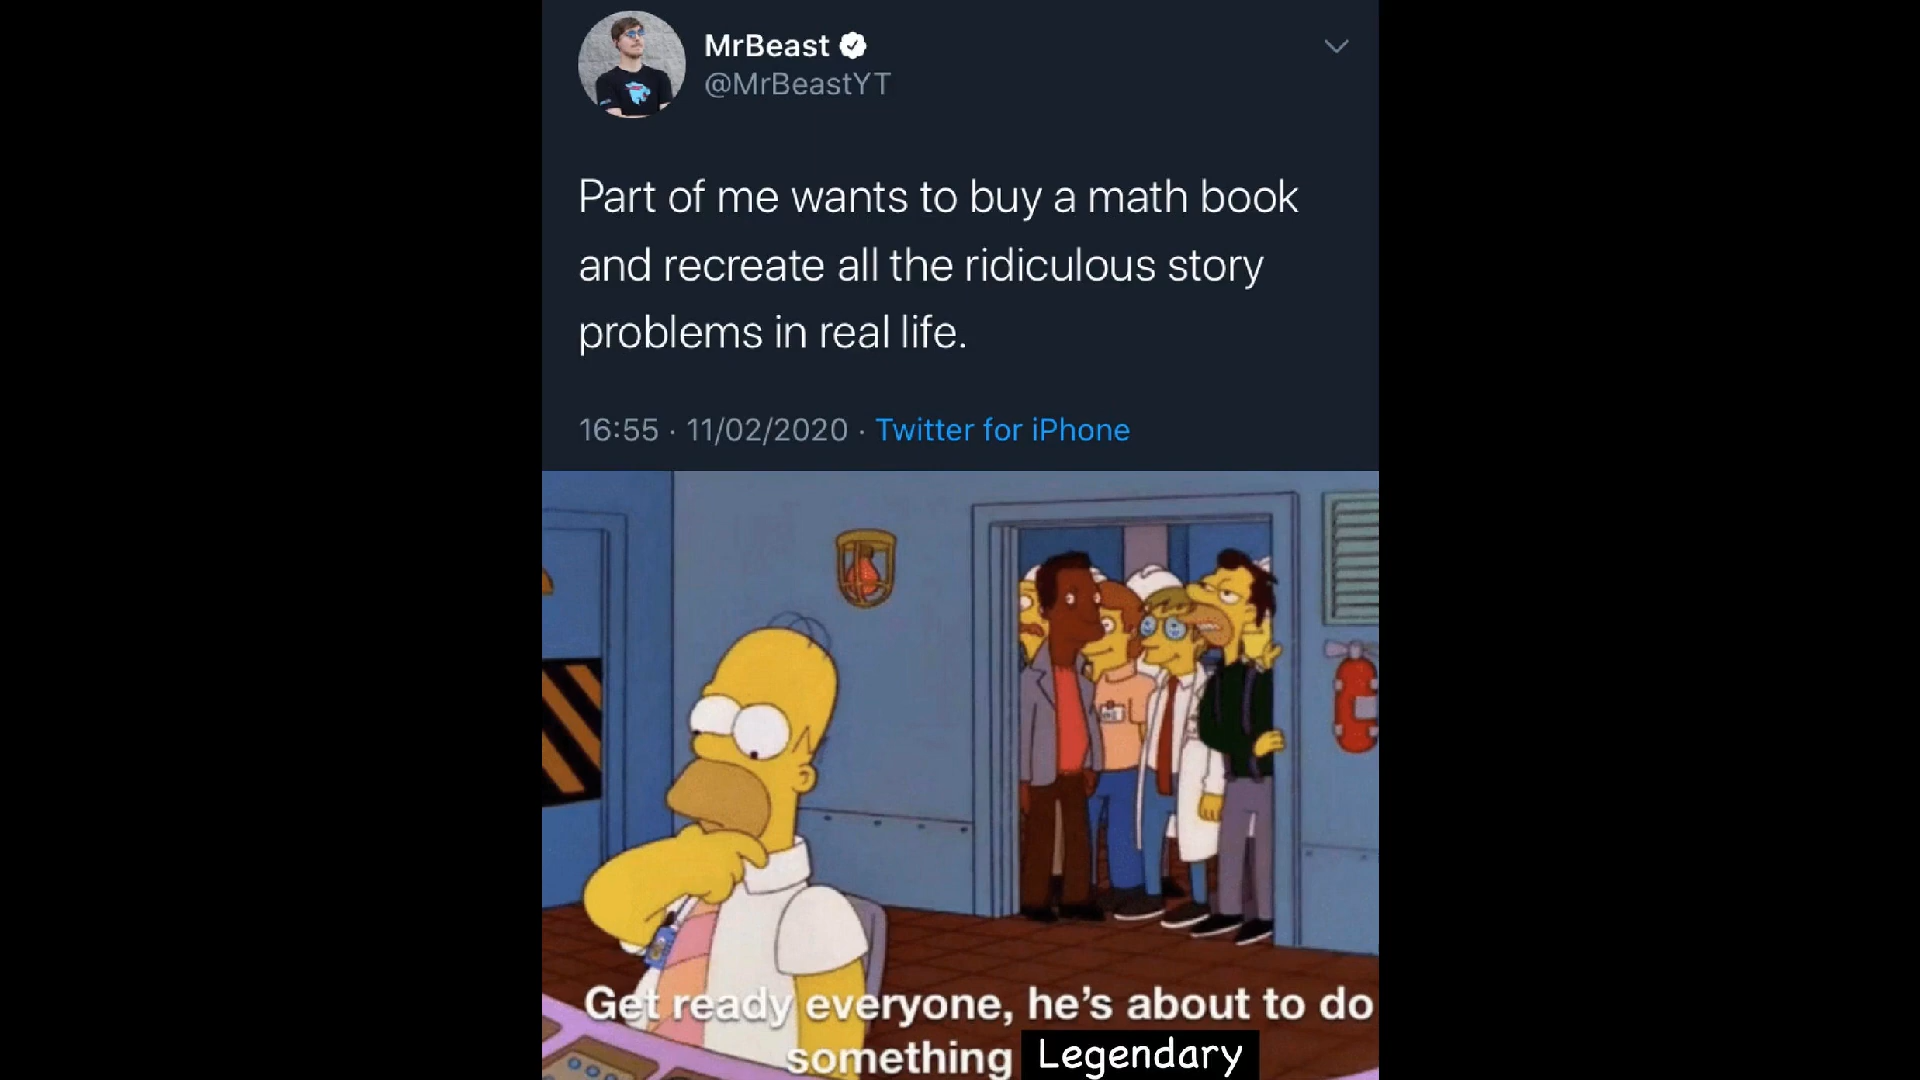 MrBeast
@MrBeastYT
Part of me wants to buy a math book
and recreate all the ridiculous story
problems in real life.
16:55 · 11/02/2020 · Twitter for iPhone
Get ready everyone, he's about to do
something Legendary